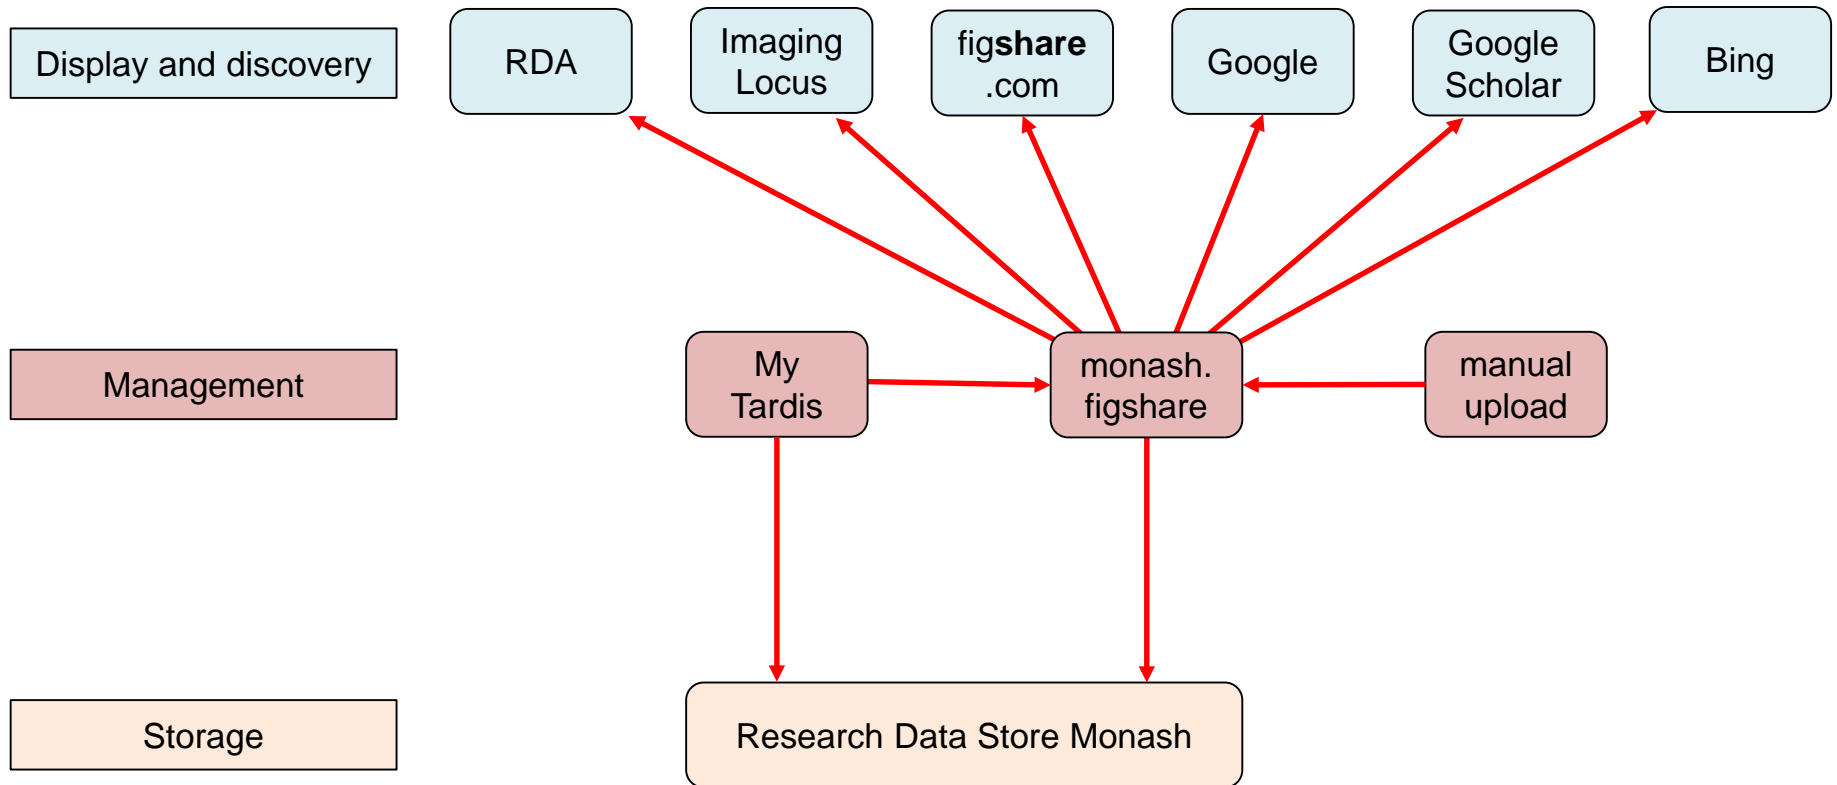 Display and discovery
RDA
Imaging
Locus
figshare
.com
Google
Google
Scholar
Bing
Management
My
Tardis
monash.
figshare
manual
upload
Storage
Research Data Store Monash